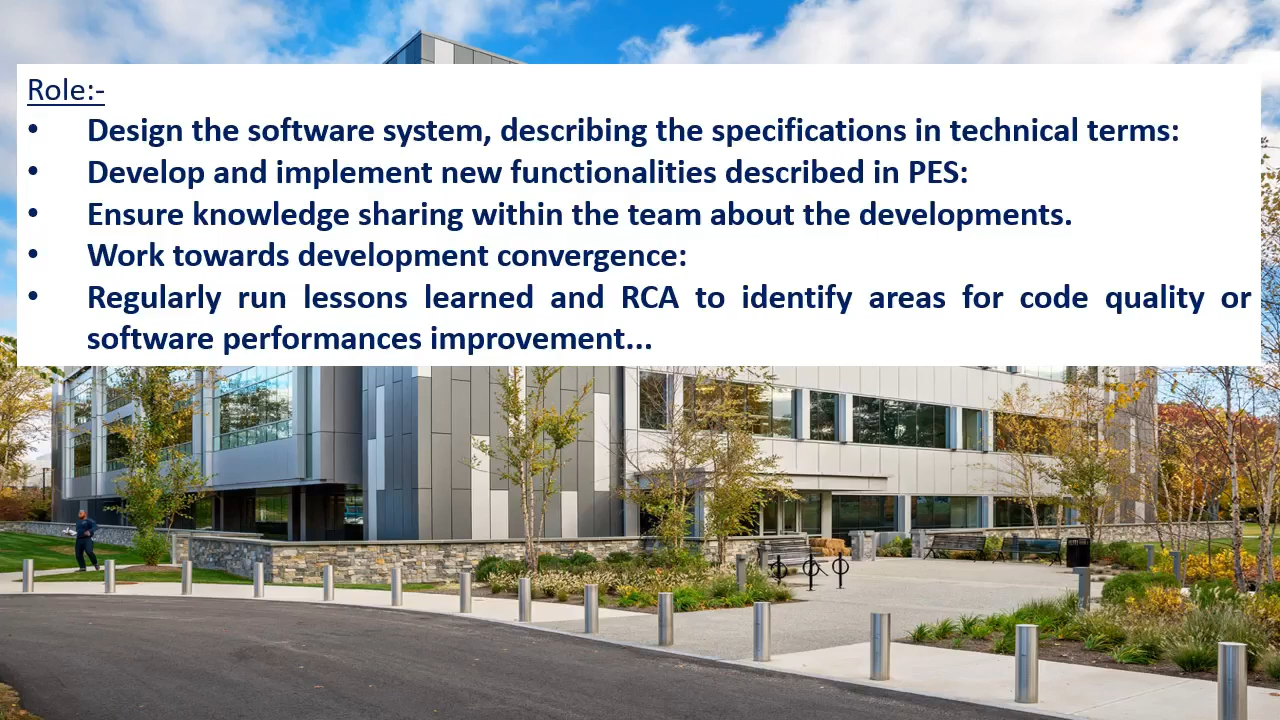 Role:-
• Design the software system, describing the specifications in technical terms:
• Develop and implement new functionalities described in PES:
• Ensure knowledge sharing within the team about the developments.
• Work towards development convergence:
• Regularly run lessons learned and RCA to identify areas for code quality or
software performances improvement...